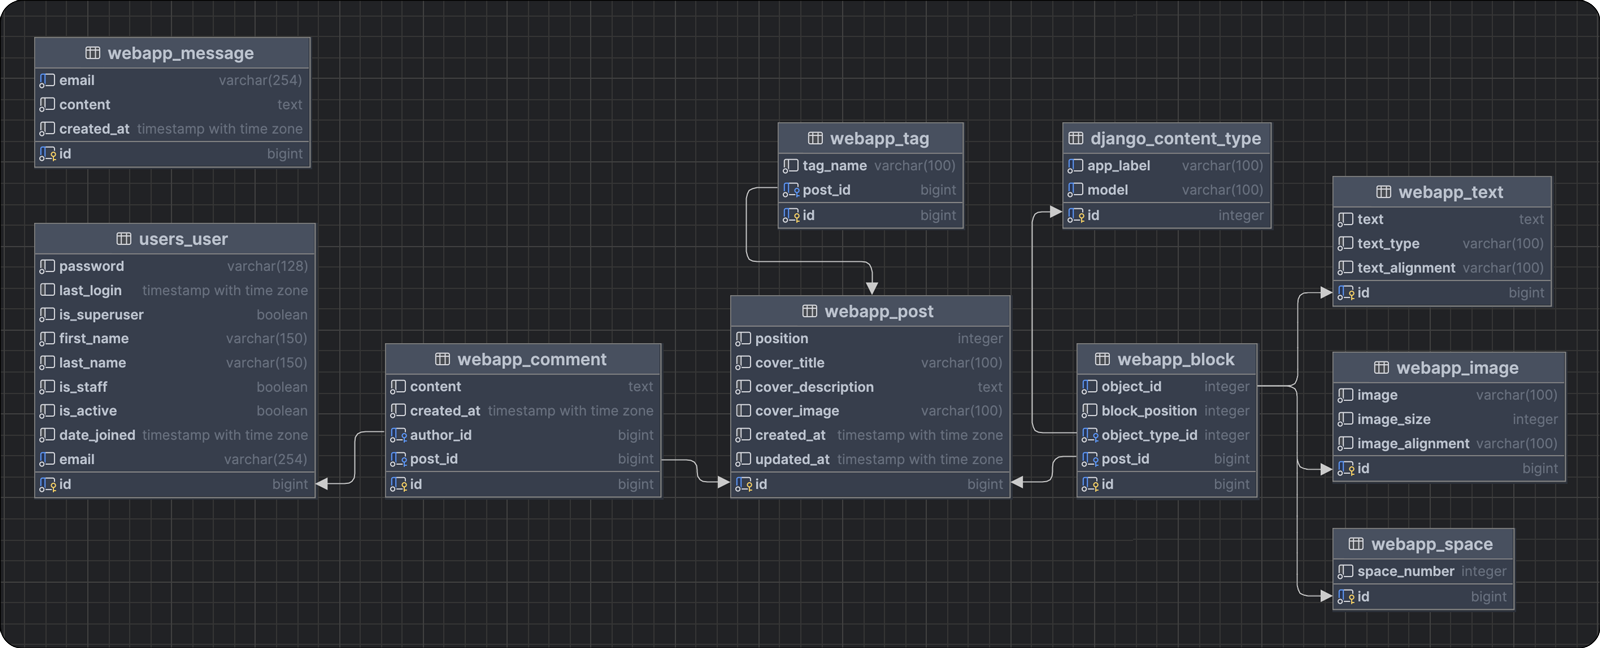 webapp_message
email varchar(254)
content text
created_at timestamp with time zone
id bigint
users_user
password varchar(128)
last_login timestamp with time zone
is_superuser boolean
first_name varchar(150)
last_name varchar(150)
is_staff boolean
is_active boolean
date_joined timestamp with time zone
email varchar(254)
id bigint
webapp_comment
content text
created_at timestamp with time zone
author_id bigint
post_id bigint
id bigint
webapp_tag
tag_name varchar(100)
post_id bigint
id bigint
webapp_post
position integer
cover_title varchar(100)
cover_description text
cover_image varchar(100)
created_at timestamp with time zone
updated_at timestamp with time zone
id bigint
django_content_type
app_label varchar(100)
model varchar(100)
id integer
webapp_block
object_id integer
block_position integer
object_type_id integer
post_id bigint
id bigint
webapp_text
text text
text_type varchar(100)
text_alignment varchar(100)
id bigint
webapp_image
image varchar(100)
image_size integer
image_alignment varchar(100)
id bigint
webapp_space
space_number integer
id bigint